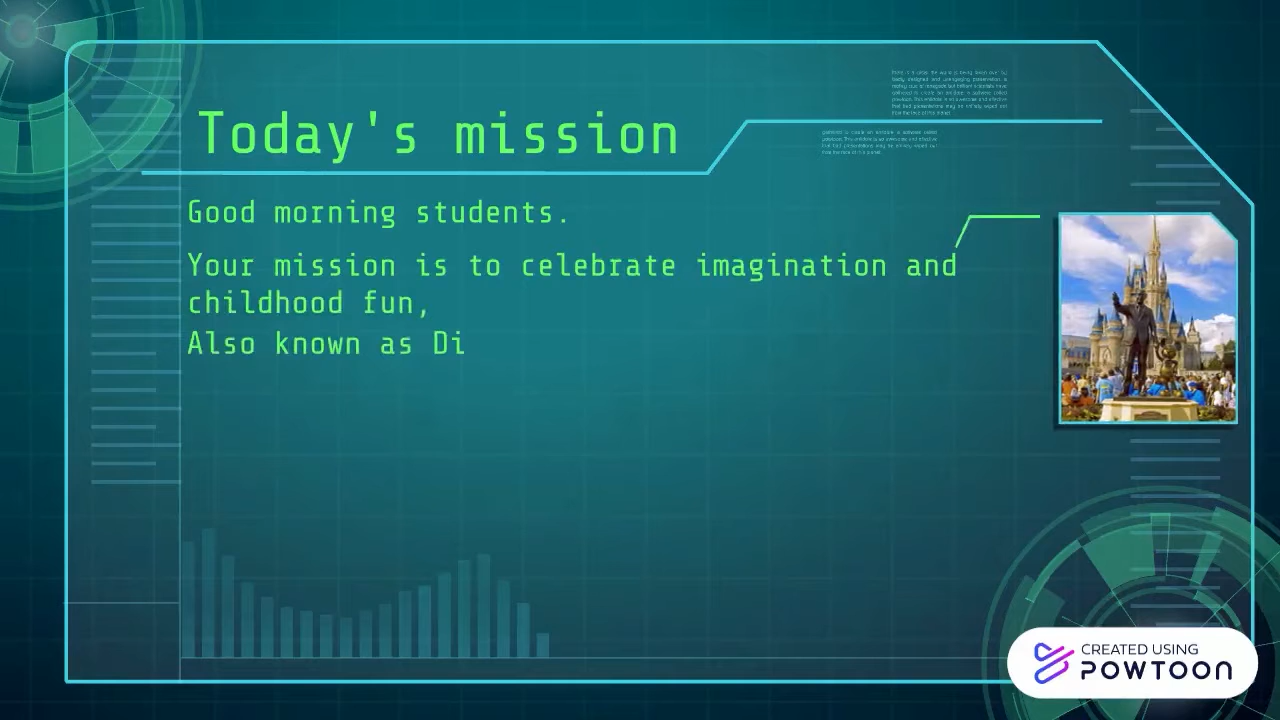 Today's mission
Good morning students.
Your mission is to celebrate imagination and
childhood fun,
Also known as Di
CREATED USING
POWTOON